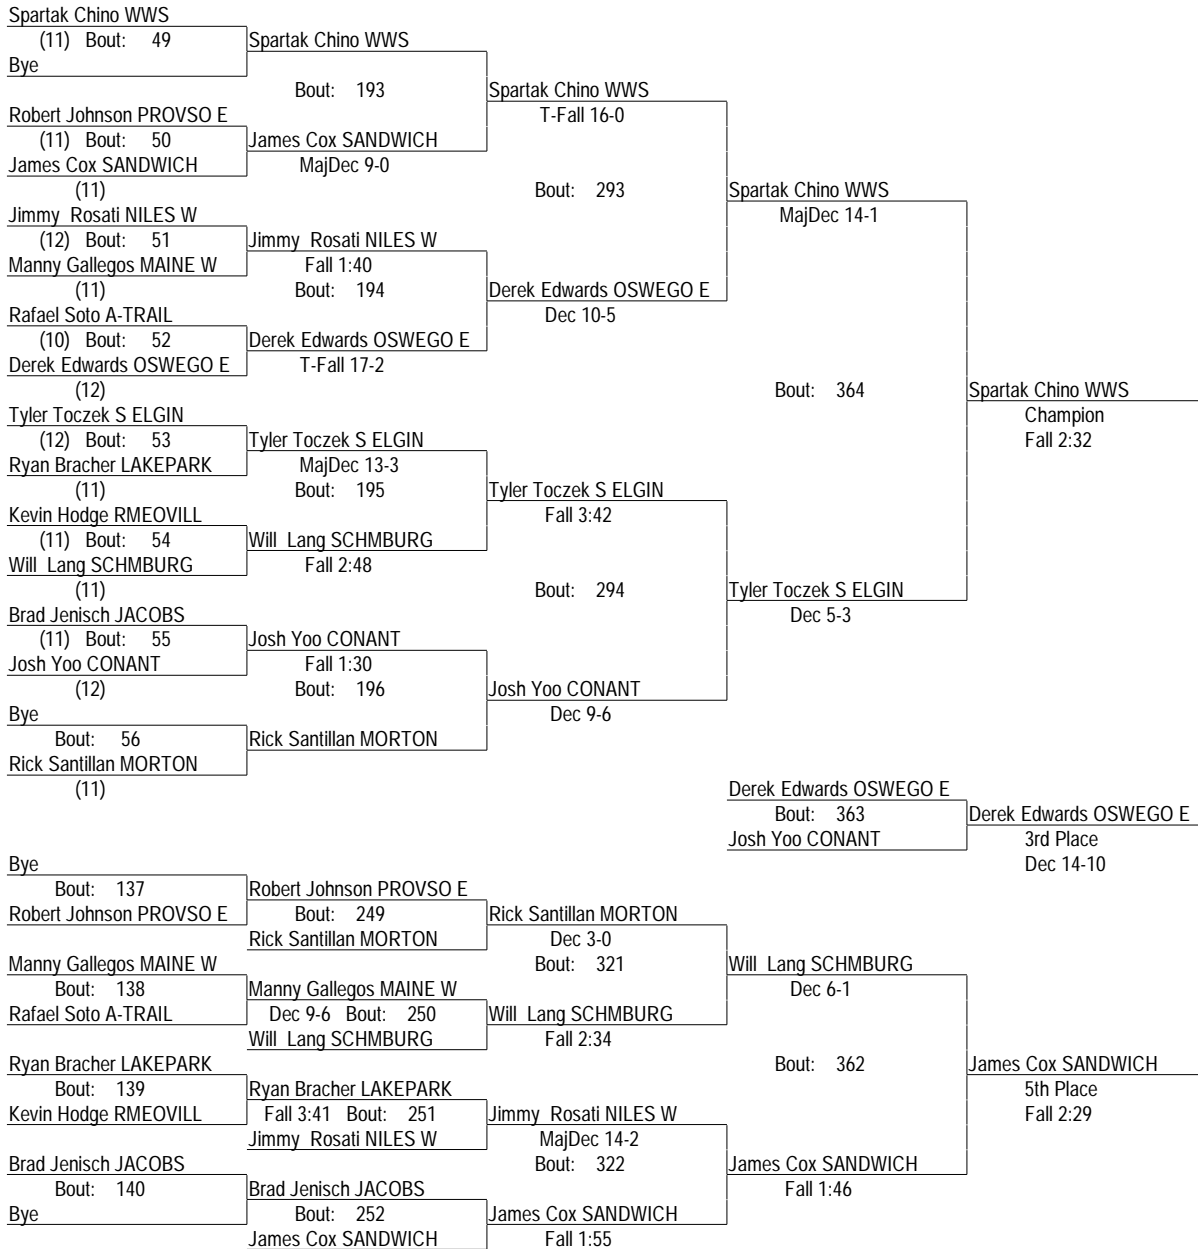 Spartak Chino WWS
(11) Bout: 49 Spartak Chino WWS
Bye
Bout: 193 Spartak Chino WWS
Robert Johnson PROVSO E T-Fall 16-0
(11) Bout: 50 James Cox SANDWICH
James Cox SANDWICH MajDec 9-0
(11) Bout: 293 Spartak Chino WWS
Jimmy Rosati NILES W MajDec 14-1
(12) Bout: 51 Jimmy Rosati NILES W
Manny Gallegos MAINE W Fall 1:40
(11) Bout: 194 Derek Edwards OSWEGO E
Rafael Soto A-TRAIL Dec 10-5
(10) Bout: 52 Derek Edwards OSWEGO E
Derek Edwards OSWEGO E T-Fall 17-2
(12) Bout: 364 Spartak Chino WWS
Tyler Toczek S ELGIN Champion
(12) Bout: 53 Tyler Toczek S ELGIN Fall 2:32
Ryan Bracher LAKEPARK MajDec 13-3
(11) Bout: 195 Tyler Toczek S ELGIN
Kevin Hodge RMEOVILL Fall 3:42
(11) Bout: 54 Will Lang SCHMBURG
Will Lang SCHMBURG Fall 2:48
(11) Bout: 294 Tyler Toczek S ELGIN
Brad Jenisch JACOBS Dec 5-3
(11) Bout: 55 Josh Yoo CONANT
Josh Yoo CONANT Fall 1:30
(12) Bout: 196 Josh Yoo CONANT
Bye Dec 9-6
Bout: 56 Rick Santillan MORTON
Rick Santillan MORTON
(11) Derek Edwards OSWEGO E
Bout: 363 Derek Edwards OSWEGO E
Josh Yoo CONANT 3rd Place
Bye Dec 14-10
Bout: 137 Robert Johnson PROVSO E
Robert Johnson PROVSO E Bout: 249 Rick Santillan MORTON
Rick Santillan MORTON Dec 3-0
Manny Gallegos MAINE W Bout: 321 Will Lang SCHMBURG
Bout: 138 Manny Gallegos MAINE W Dec 6-1
Rafael Soto A-TRAIL Dec 9-6 Bout: 250 Will Lang SCHMBURG
Will Lang SCHMBURG Fall 2:34
Ryan Bracher LAKEPARK Bout: 362 James Cox SANDWICH
Bout: 139 Ryan Bracher LAKEPARK 5th Place
Kevin Hodge RMEOVILL Fall 3:41 Bout: 251 Jimmy Rosati NILES W Fall 2:29
Jimmy Rosati NILES W MajDec 14-2
Brad Jenisch JACOBS Bout: 322 James Cox SANDWICH
Bout: 140 Brad Jenisch JACOBS Fall 1:46
Bye Bout: 252 James Cox SANDWICH
James Cox SANDWICH Fall 1:55